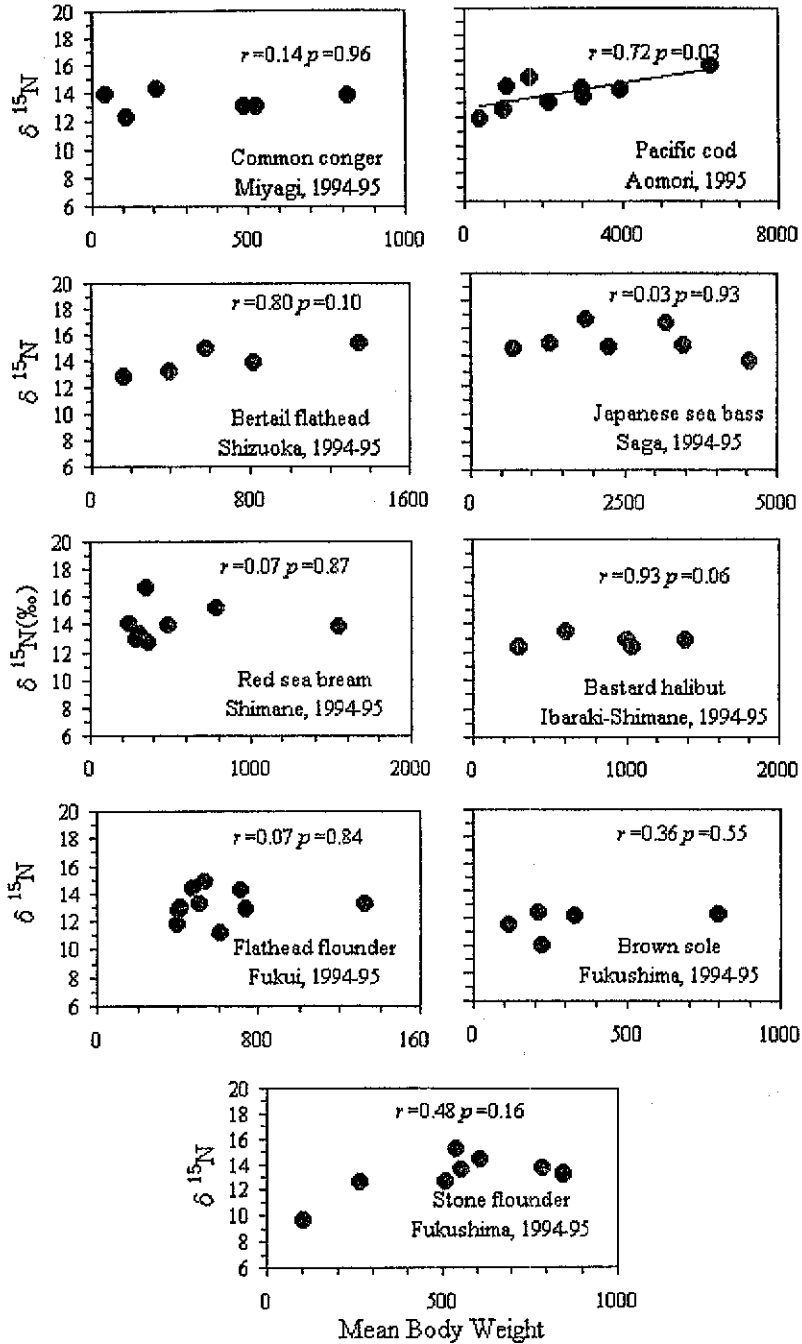 20
18
16
14
12
10
8
6
δ 15N
r=0.14 p=0.96
Common conger
Miyagi, 1994-95
0 500 1000
r=0.72 p=0.03
Pacific cod
Aomori, 1995
0 4000 8000
20
18
16
14
12
10
8
6
δ 15N
r=0.80 p=0.10
Bertail flathead
Shizuoka, 1994-95
0 800 1600
r=0.03 p=0.93
Japanese sea bass
Saga, 1994-95
0 2500 5000
20
18
16
14
12
10
8
6
δ 15N(‰)
r=0.07 p=0.87
Red sea bream
Shimane, 1994-95
0 1000 2000
r=0.93 p=0.06
Bastard halibut
Ibaraki-Shimane, 1994-95
0 1000 2000
20
18
16
14
12
10
8
6
δ 15N
r=0.07 p=0.84
Flathead flounder
Fukui, 1994-95
0 800 160
r=0.36 p=0.55
Brown sole
Fukushima, 1994-95
0 500 1000
20
18
16
14
12
10
8
6
δ 15N
r=0.48 p=0.16
Stone flounder
Fukushima, 1994-95
0 500 1000
Mean Body Weight